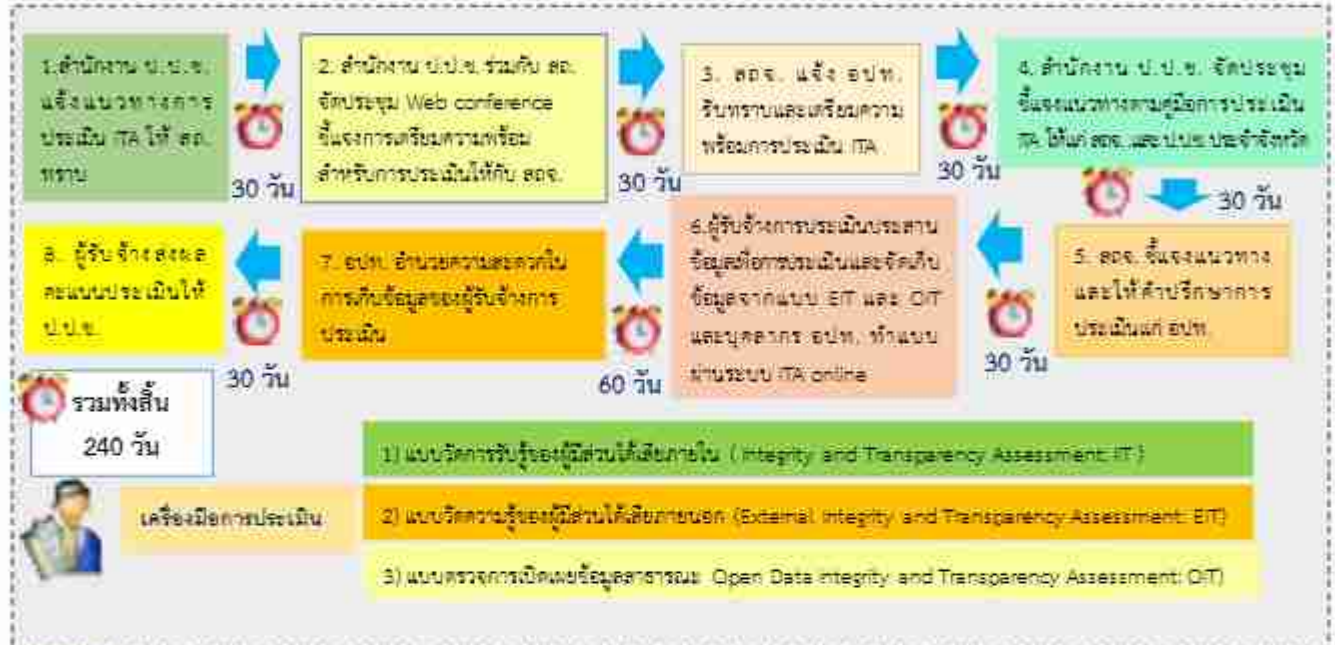 1.สำนักงาน ป.ป.ช.
แจ้งแนวทางการ
ประเมิน ITA ให้ สถ.
ทราบ
30 วัน
2. สำนักงาน ป.ป.ช. ร่วมกับ สถ.
จัดประชุม Web conference
ชี้แจงการเตรียมความพร้อม
สำหรับการประเมินให้กับ สถจ.
30 วัน
3. สถจ. แจ้ง อปท.
รับทราบและเตรียมความ
พร้อมการประเมิน ITA
30 วัน
4. สำนักงาน ป.ป.ช. จัดประชุม
ชี้แจงแนวทางตามคู่มือการประเมิน
ITA ให้แก่ สถจ. และ ป.ป.ช. ประจำจังหวัด
30 วัน
5. สถจ. ชี้แจงแนวทาง
และให้คำปรึกษาการ
ประเมินแก่ อปท.
30 วัน
6.ผู้รับจ้างการประเมินประสาน
ข้อมูลเพื่อการประเมินและจัดเก็บ
ข้อมูลจากแบบ EIT และ OIT
และบุคลากร อปท. ทำแบบ
ผ่านระบบ ITA online
60 วัน
7. อปท. อำนวยความสะดวกใน
การเก็บข้อมูลของผู้รับจ้างการ
ประเมิน
30 วัน
8. ผู้รับจ้างส่งผล
คะแนนประเมินให้
ป.ป.ช.
รวมทั้งสิ้น
240 วัน
เครื่องมือการประเมิน
1) แบบวัดการรับรู้ของผู้มีส่วนได้เสียภายใน ( Integrity and Transparency Assessment: IIT )
2) แบบวัดความรู้ของผู้มีส่วนได้เสียภายนอก (External Integrity and Transparency Assessment: EIT)
3) แบบตรวจการเปิดเผยข้อมูลสาธารณะ Open Data Integrity and Transparency Assessment: OIT)